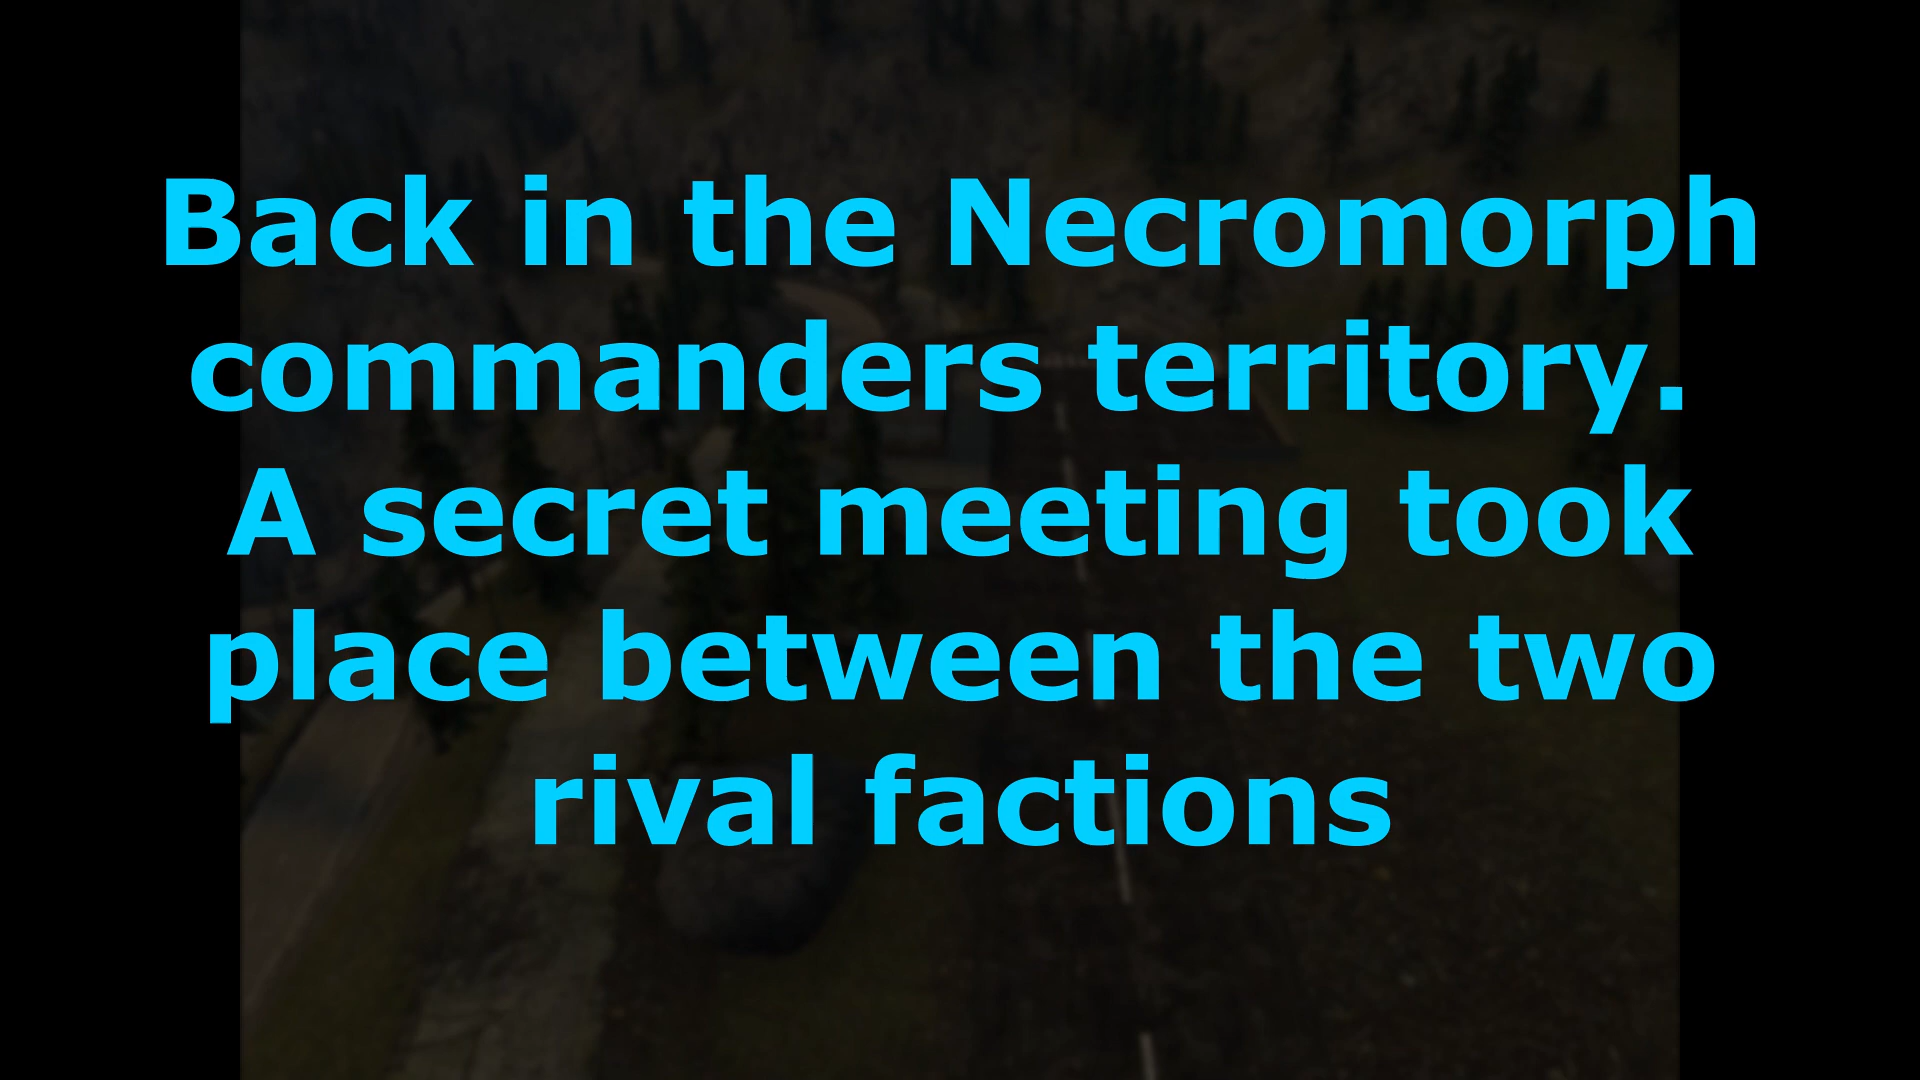 Back in the Necromorph
commanders territory.
A secret meeting took
place between the two
rival factions